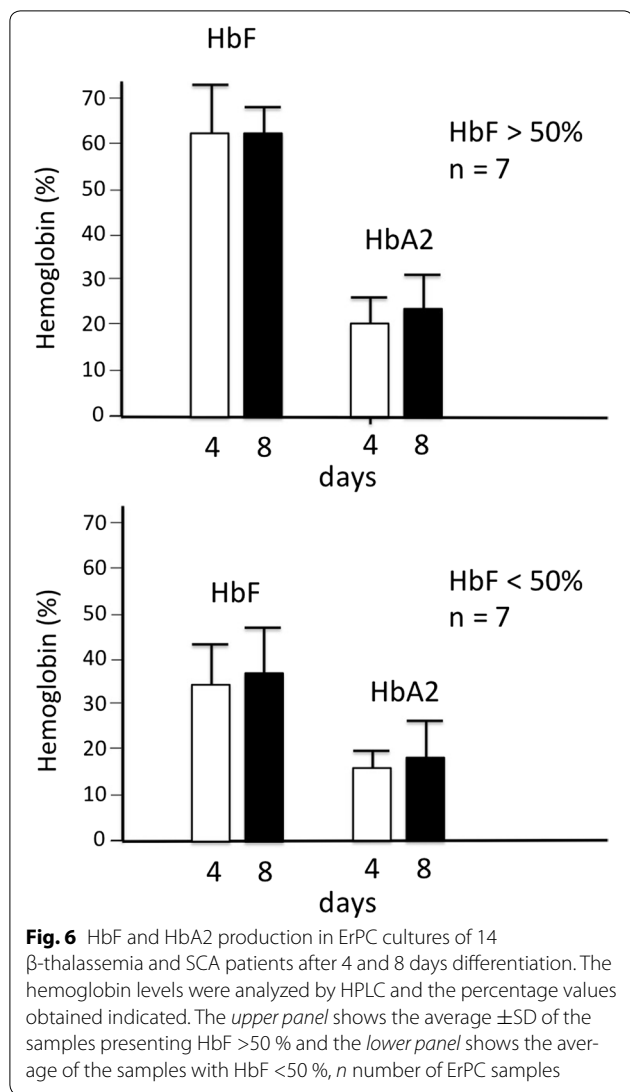 HbF
70
60
50
40
30
20
10
0
Hemoglobin (%)
HbF > 50%
n = 7
HbA2
4 8 4 8
days
70
60
50
40
30
20
10
0
Hemoglobin (%)
HbF < 50%
n = 7
HbF
HbA2
4 8 4 8
days
Fig. 6 HbF and HbA2 production in ErPC cultures of 14
β-thalassemia and SCA patients after 4 and 8 days differentiation. The
hemoglobin levels were analyzed by HPLC and the percentage values
obtained indicated. The upper panel shows the average ±SD of the
samples presenting HbF >50 % and the lower panel shows the aver-
age of the samples with HbF <50 %, n number of ErPC samples